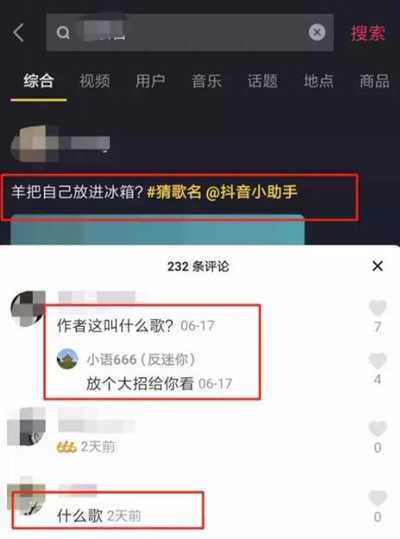 搜索
综合 视频 用户 音乐 话题 地点 商品
羊把自己放进冰箱? #猜歌名 @抖音小助手
232 条评论
作者这叫什么歌? 06-17
7
小语666 (反迷你)
放个大招给你看 06-17
4
666 2天前
0
什么歌 2天前
0